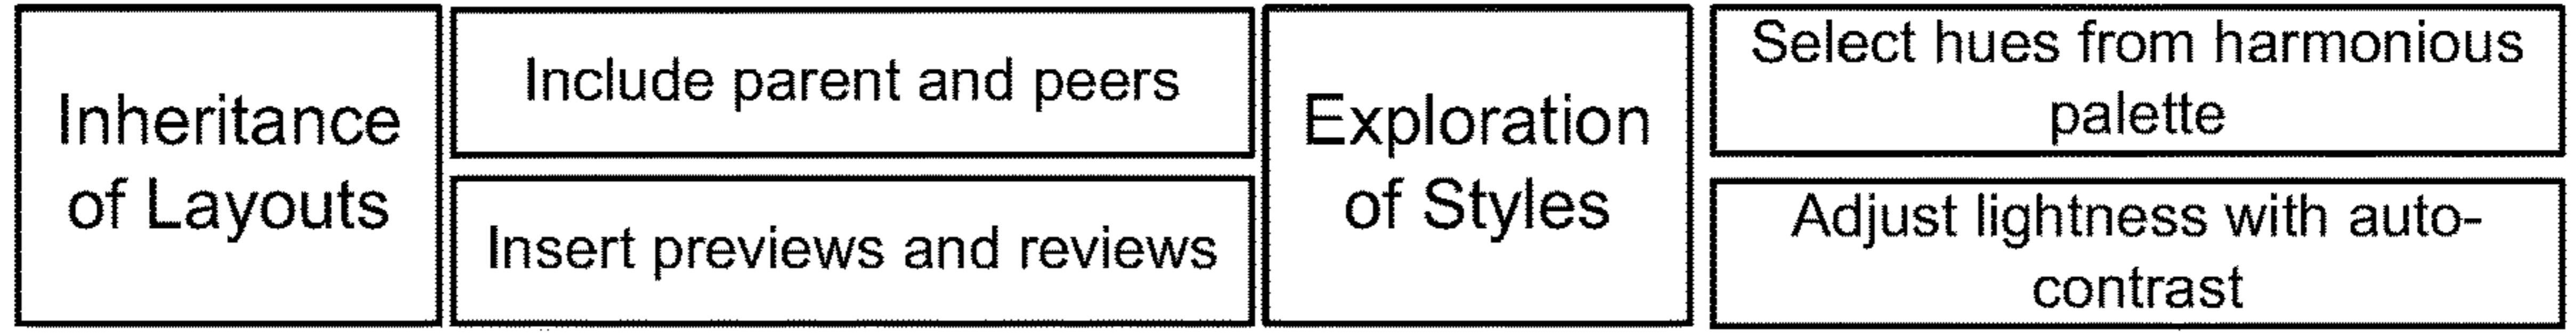 Inheritance
of Layouts
Include parent and peers
Insert previews and reviews
Exploration
of Styles
Select hues from harmonious
palette
Adjust lightness with auto-
contrast